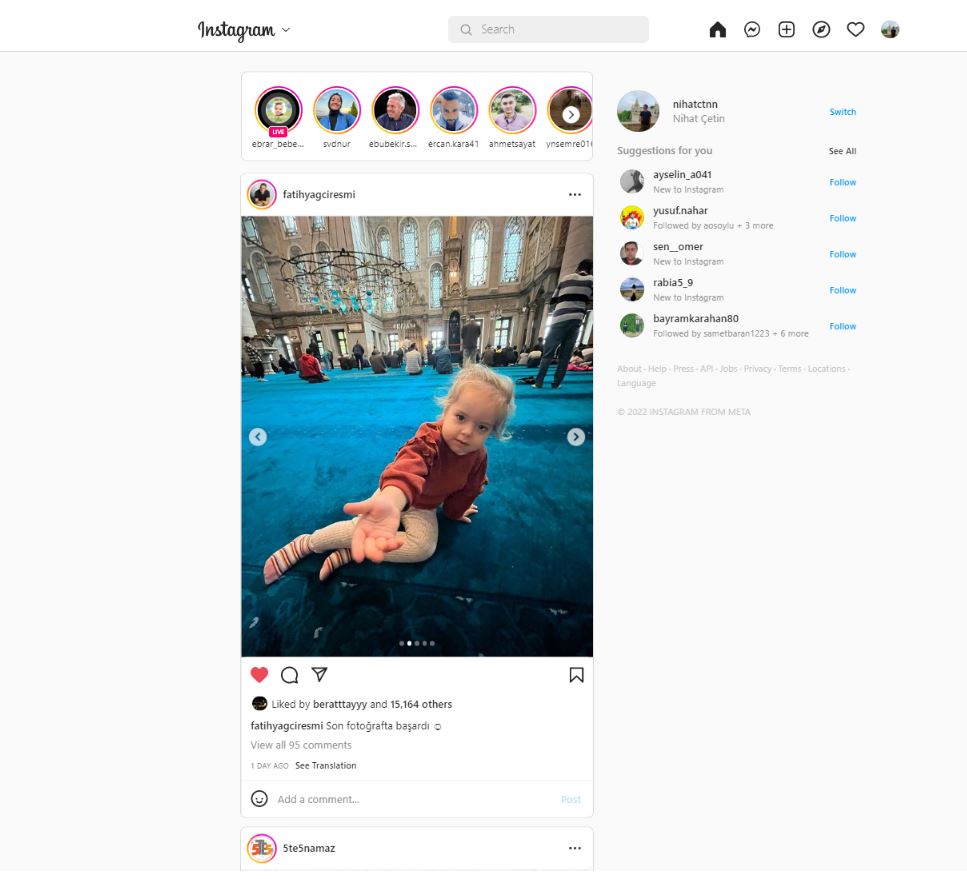 Instagram
Search
LIVE
ebrar_bebe...
svdnur
ebubekir.s...
ercan.kara41
ahmetsayat
ynsemre01
fatihyagciresmi
Liked by beratttayyy and 15,164 others
fatihyagciresmi Son fotoğrafta başardı
View all 95 comments
1 DAY AGO See Translation
Add a comment...
Post
5te5namaz
nihatctnn
Nihat Çetin
Switch
Suggestions for you
See All
ayselin_a041
New to Instagram
Follow
yusuf.nahar
Followed by aosoylu + 3 more
Follow
sen__omer
New to Instagram
Follow
rabia5_9
New to Instagram
Follow
bayramkarahan80
Followed by sametbaran1223 + 6 more
Follow
About · Help · Press · API · Jobs · Privacy · Terms · Locations ·
Language
© 2022 INSTAGRAM FROM META